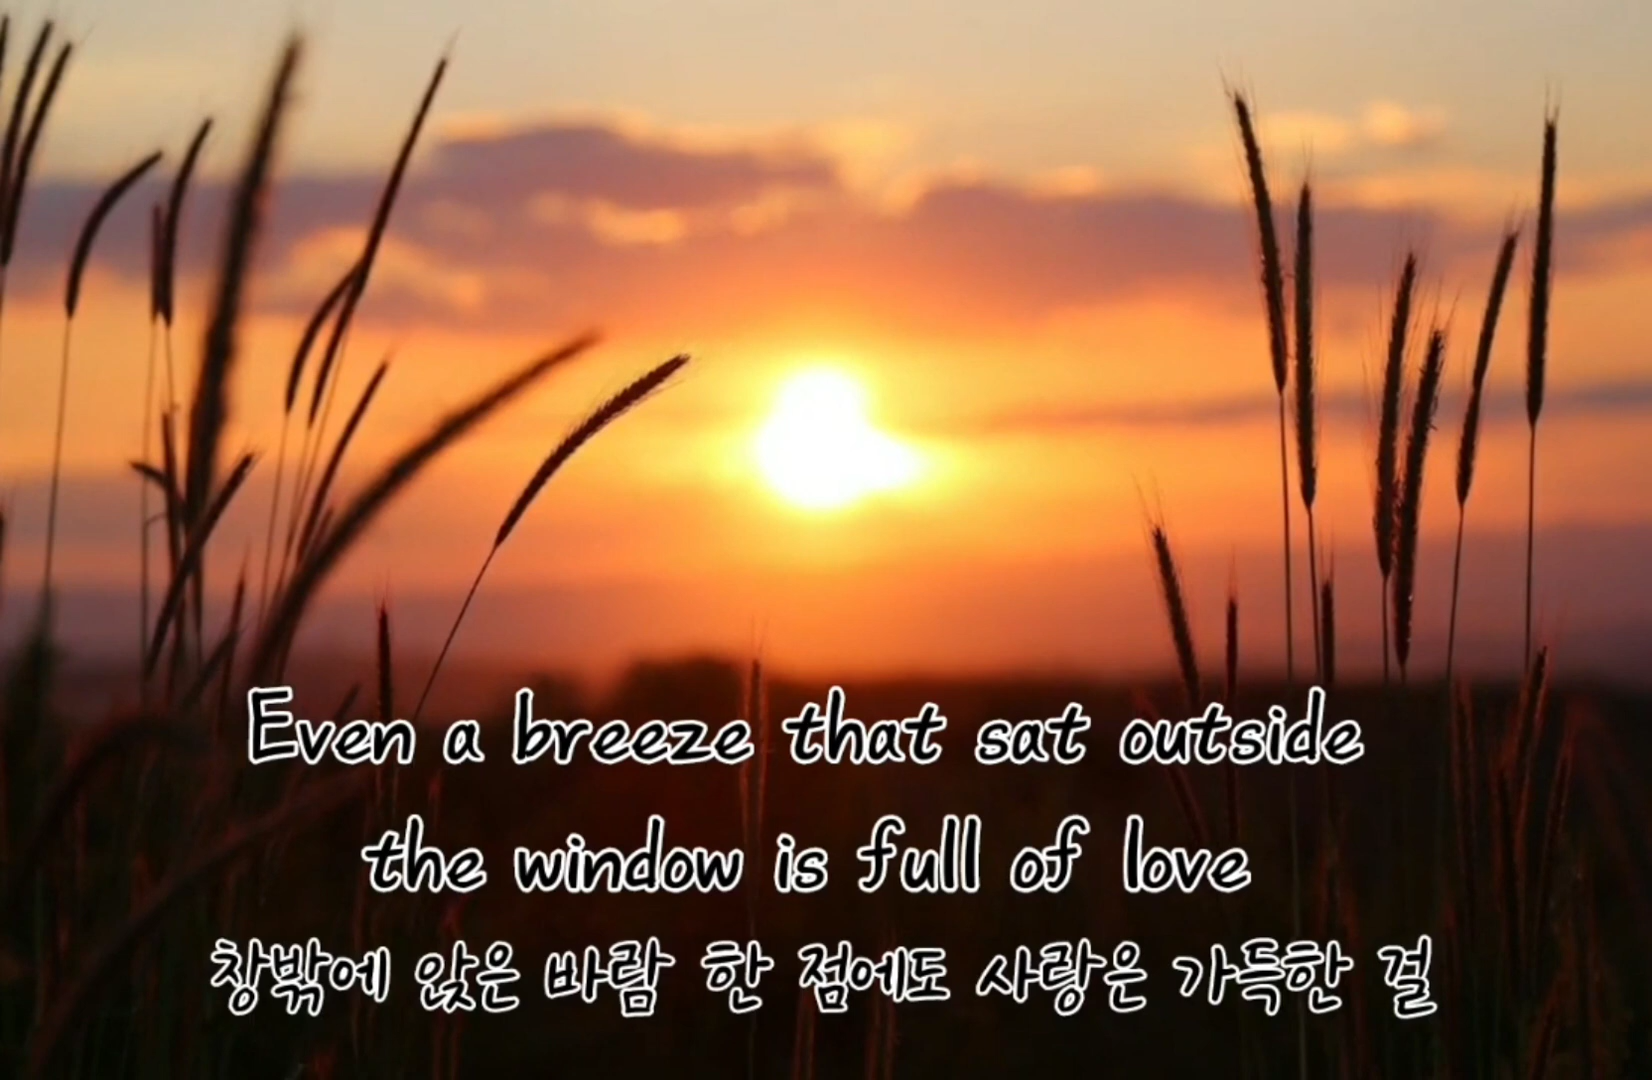 Even a breeze that sat outside
the window is full of love
창밖에 앉은 바람 한 점에도 사랑은 가득한 걸